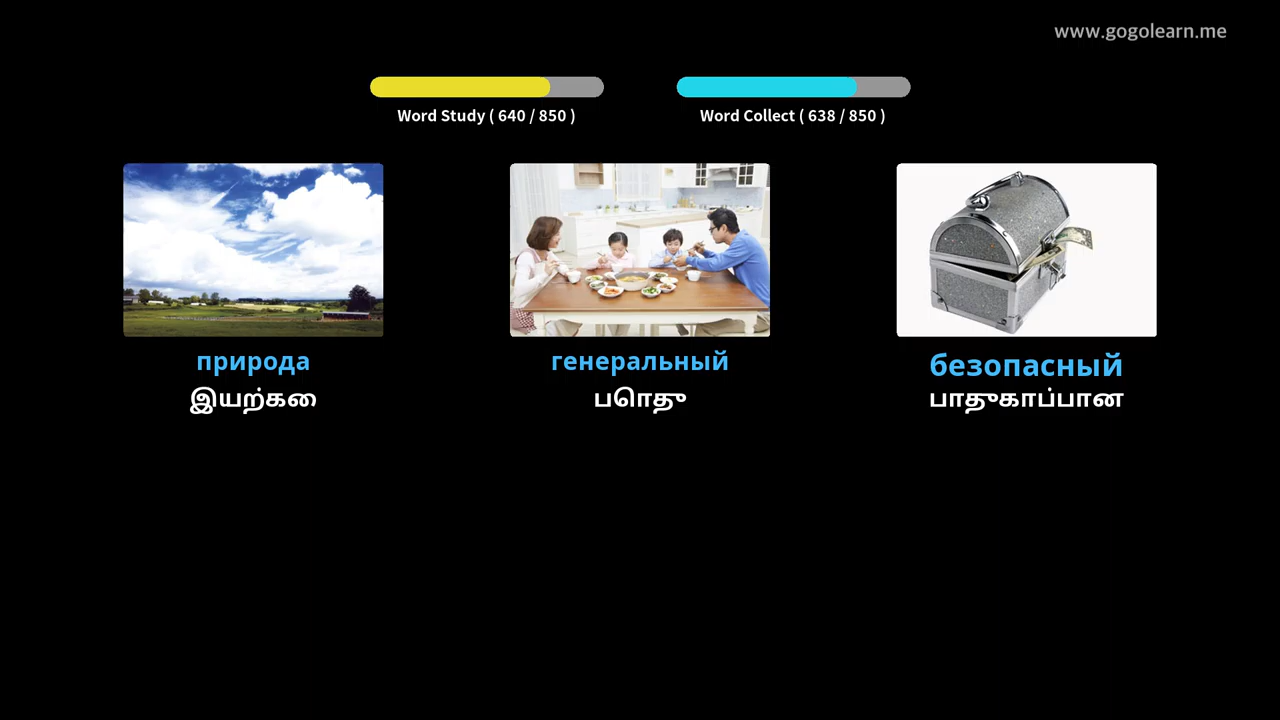 www.gogolearn.me
Word Study ( 640 / 850 )
Word Collect ( 638 / 850 )
природа
генеральный
безопасный
இயற்கை
பொது
பாதுகாப்பான